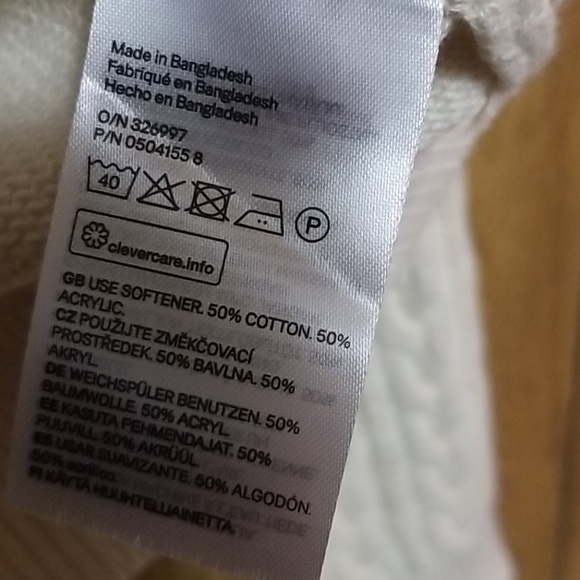 Made in Bangladesh
Fabriqué en Bangladesh
Hecho en Bangladesh
O/N 326997
P/N 0504155 8
40
P
clevercare.info
GB USE SOFTENER. 50% COTTON. 50%
ACRYLIC.
CZ POUŽIJTE ZMĚKČOVACÍ
PROSTŘEDEK. 50% BAVLNA. 50%
AKRYL.
DE WEICHSPÜLER BENUTZEN. 50%
BAUMWOLLE. 50% ACRYL.
EE KASUTA PEHMENDAJAT. 50%
PUUVILL. 50% AKRÜÜL.
ES USAR SUAVIZANTE. 50% ALGODÓN.
50% acrílico.
FI KÄYTÄ HUUHTELUAINETTA.